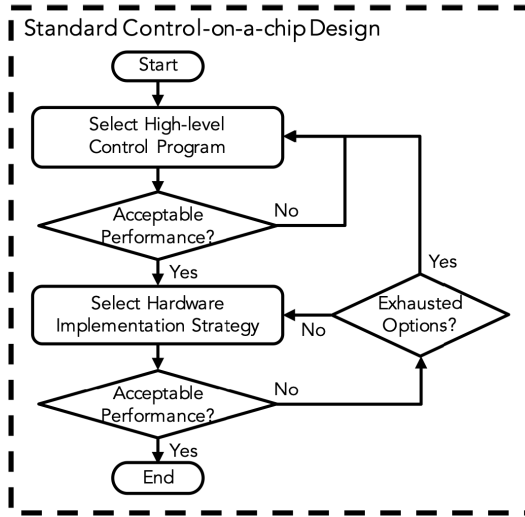 Standard Control-on-a-chip Design
Start
Select High-level
Control Program
Acceptable
Performance?
No
Yes
Select Hardware
Implementation Strategy
Yes
Exhausted
Options?
No
Acceptable
Performance?
No
Yes
End